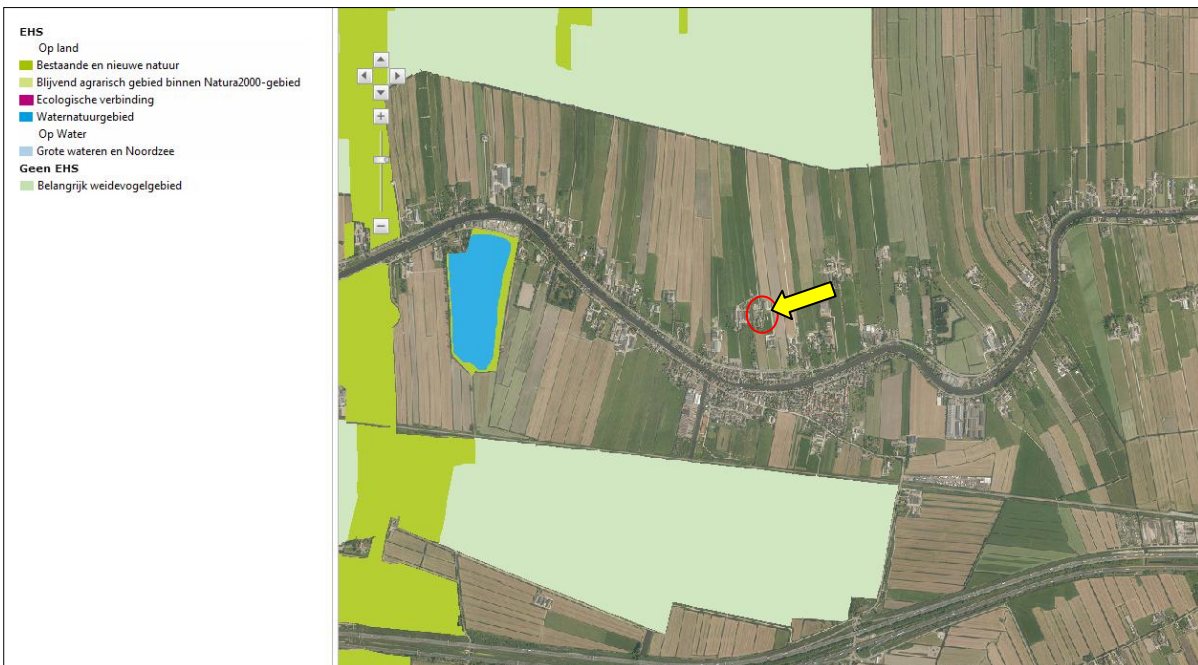 EHS
Op land
Bestaande en nieuwe natuur
Blijvend agrarisch gebied binnen Natura2000-gebied
Ecologische verbinding
Waternatuurgebied
Op Water
Grote wateren en Noordzee
Geen EHS
Belangrijk weidevogelgebied